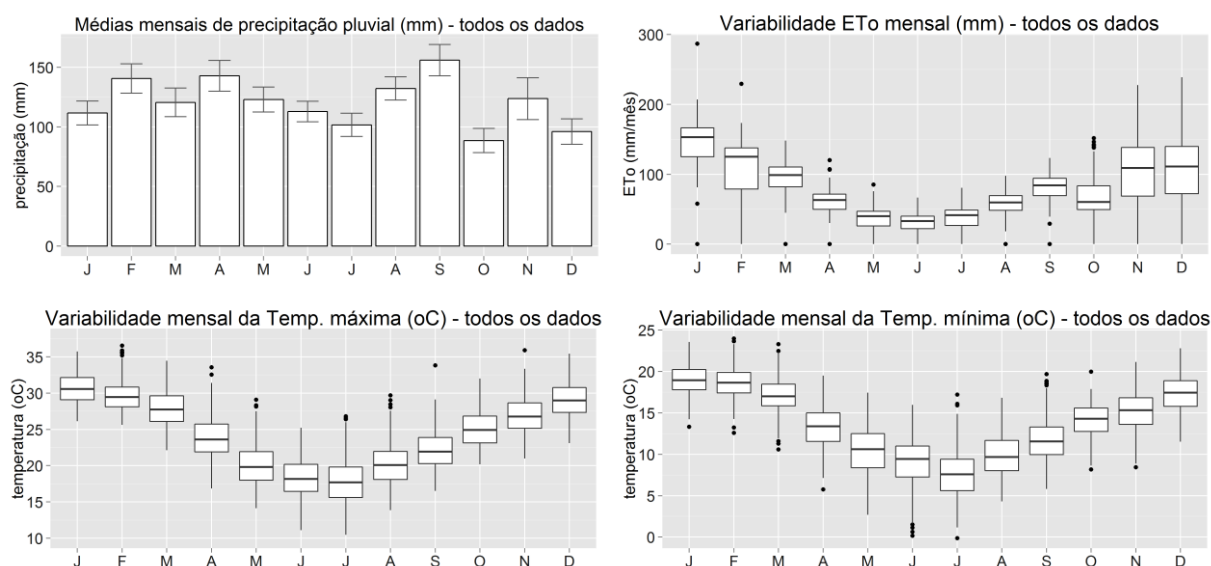 Médias mensais de precipitação pluvial (mm) - todos os dados
precipitação (mm)
150
100
50
0
J F M A M J J A S O N D
Variabilidade ETo mensal (mm) - todos os dados
ETo (mm/mês)
300
200
100
0
J F M A M J J A S O N D
Variabilidade mensal da Temp. máxima (oC) - todos os dados
temperatura (oC)
35
30
25
20
15
10
J F M A M J J A S O N D
Variabilidade mensal da Temp. mínima (oC) - todos os dados
temperatura (oC)
25
20
15
10
5
0
J F M A M J J A S O N D